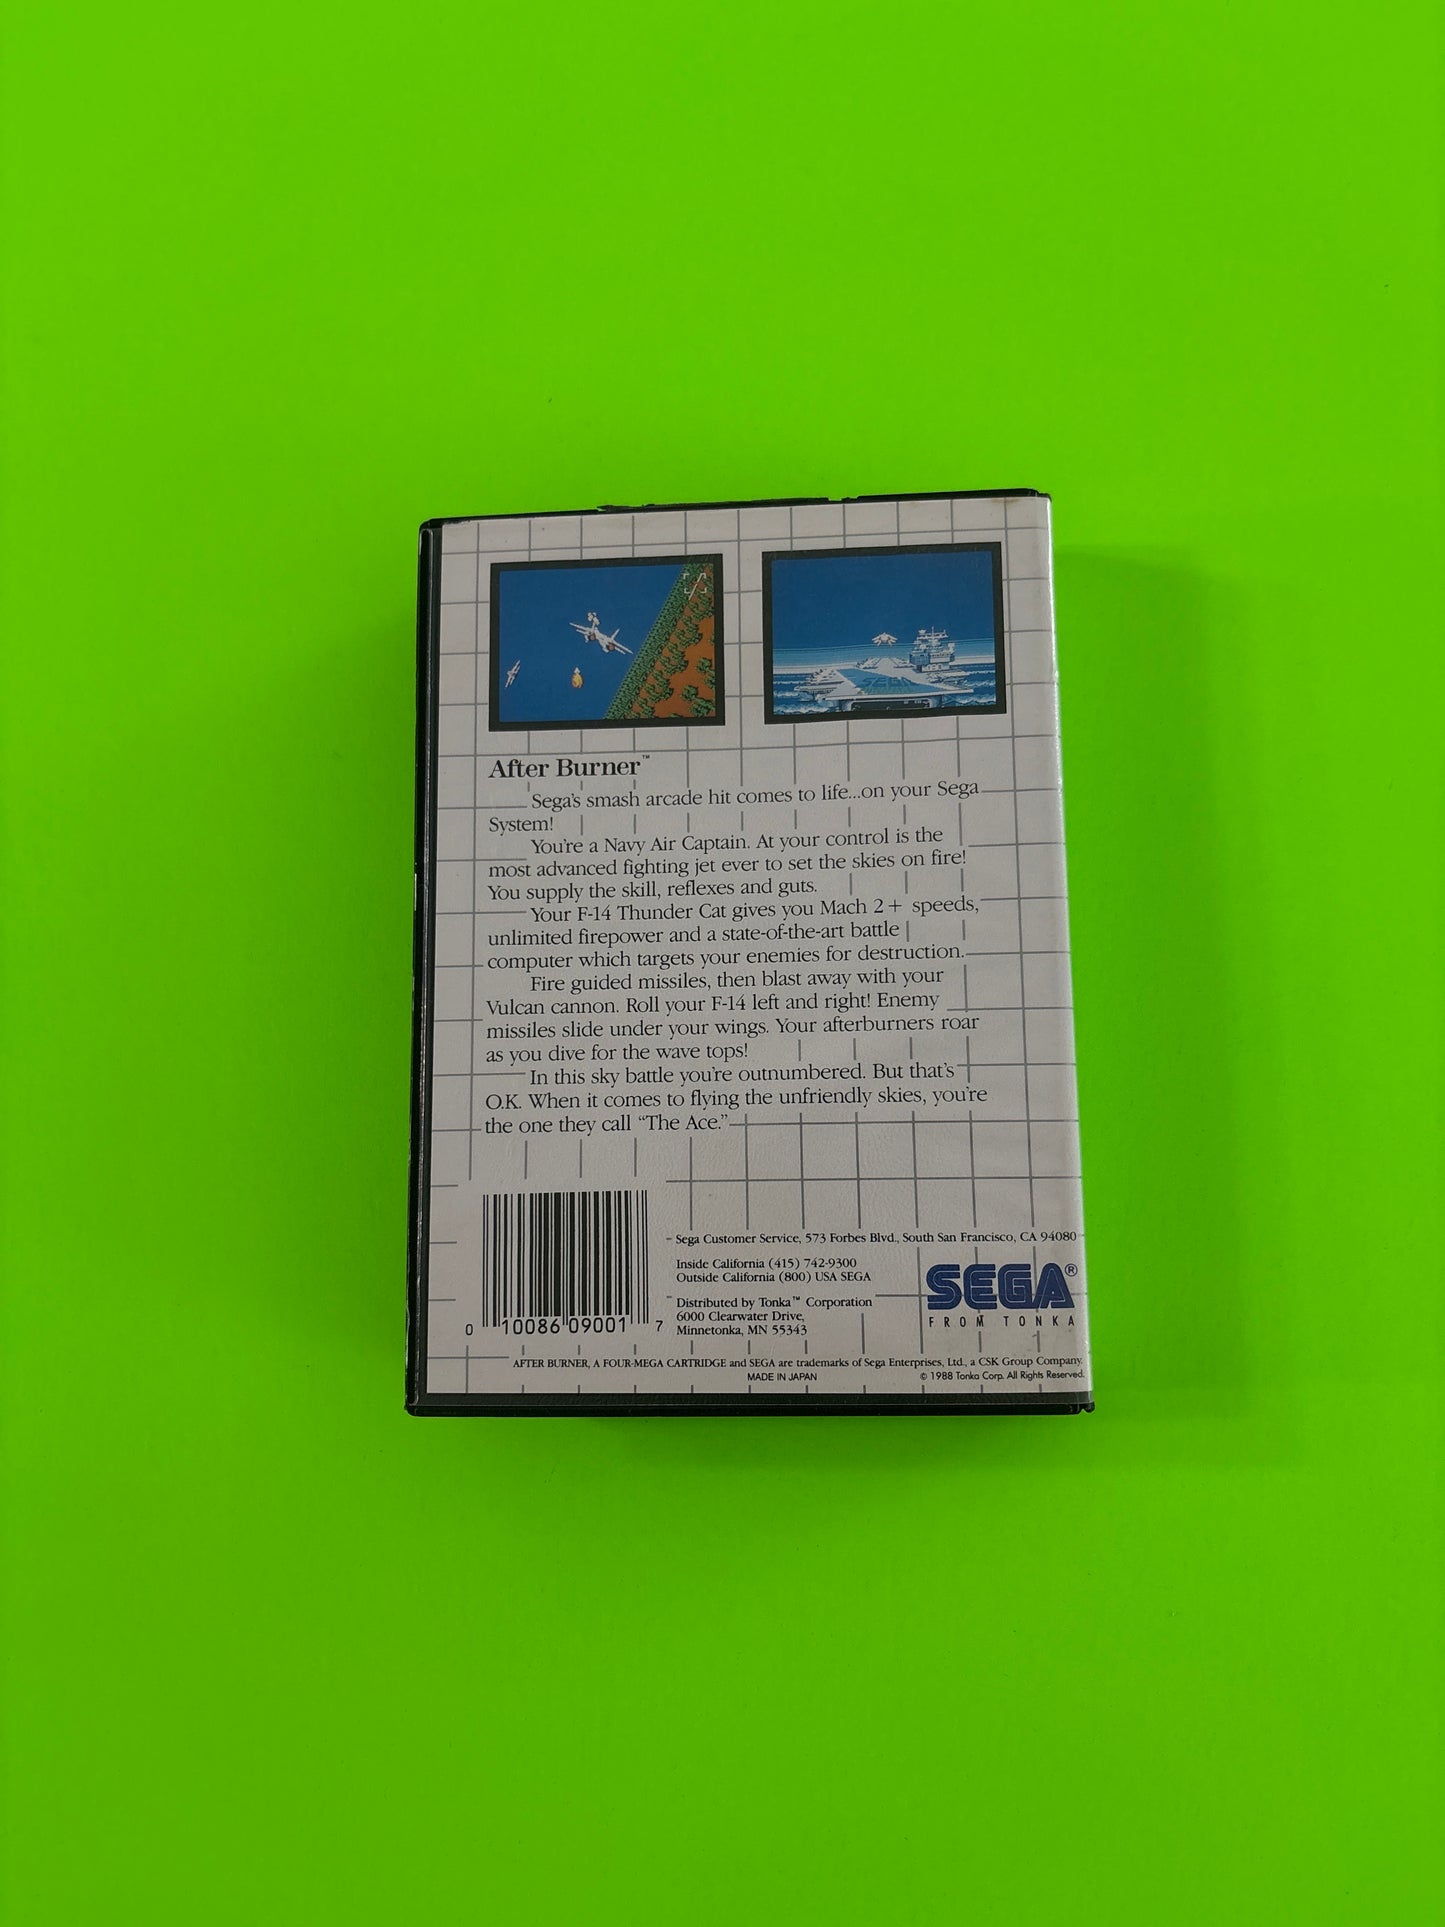 SEGA
After Burner™
Sega's smash arcade hit comes to life...on your Sega
System!
You're a Navy Air Captain. At your control is the
most advanced fighting jet ever to set the skies on fire!
You supply the skill, reflexes and guts.
Your F-14 Thunder Cat gives you Mach 2+ speeds,
unlimited firepower and a state-of-the-art battle
computer which targets your enemies for destruction.
Fire guided missiles, then blast away with your
Vulcan cannon. Roll your F-14 left and right! Enemy
missiles slide under your wings. Your afterburners roar
as you dive for the wave tops!
In this sky battle you're outnumbered. But that's
O.K. When it comes to flying the unfriendly skies, you're
the one they call "The Ace."
0 10086 09001 7
Sega Customer Service, 573 Forbes Blvd., South San Francisco, CA 94080
Inside California (415) 742-9300
Outside California (800) USA SEGA
Distributed by Tonka™ Corporation
6000 Clearwater Drive,
Minnetonka, MN 55343
SEGA®
FROM TONKA
AFTER BURNER, A FOUR-MEGA CARTRIDGE and SEGA are trademarks of Sega Enterprises, Ltd., a CSK Group Company.
MADE IN JAPAN
© 1988 Tonka Corp. All Rights Reserved.